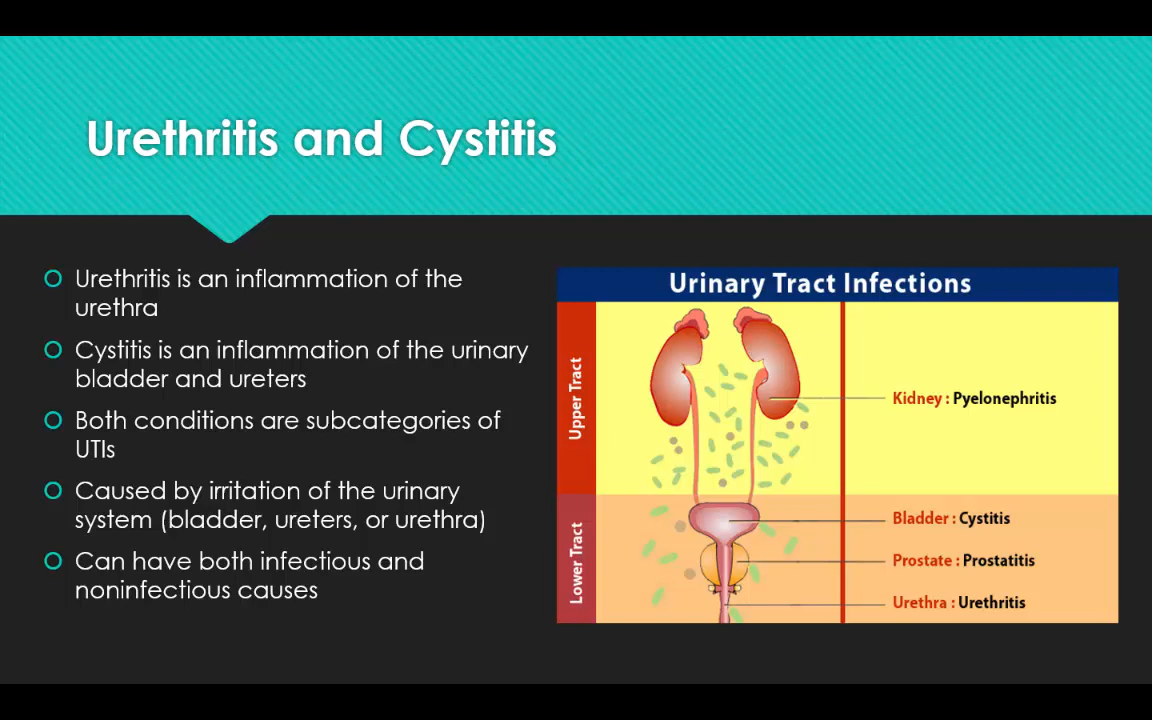 Urethritis and Cystitis
Urethritis is an inflammation of the
urethra
Cystitis is an inflammation of the urinary
bladder and ureters
Both conditions are subcategories of
UTIs
Caused by irritation of the urinary
system (bladder, ureters, or urethra)
Can have both infectious and
noninfectious causes
Urinary Tract Infections
Upper Tract
Kidney : Pyelonephritis
Lower Tract
Bladder : Cystitis
Prostate : Prostatitis
Urethra : Urethritis